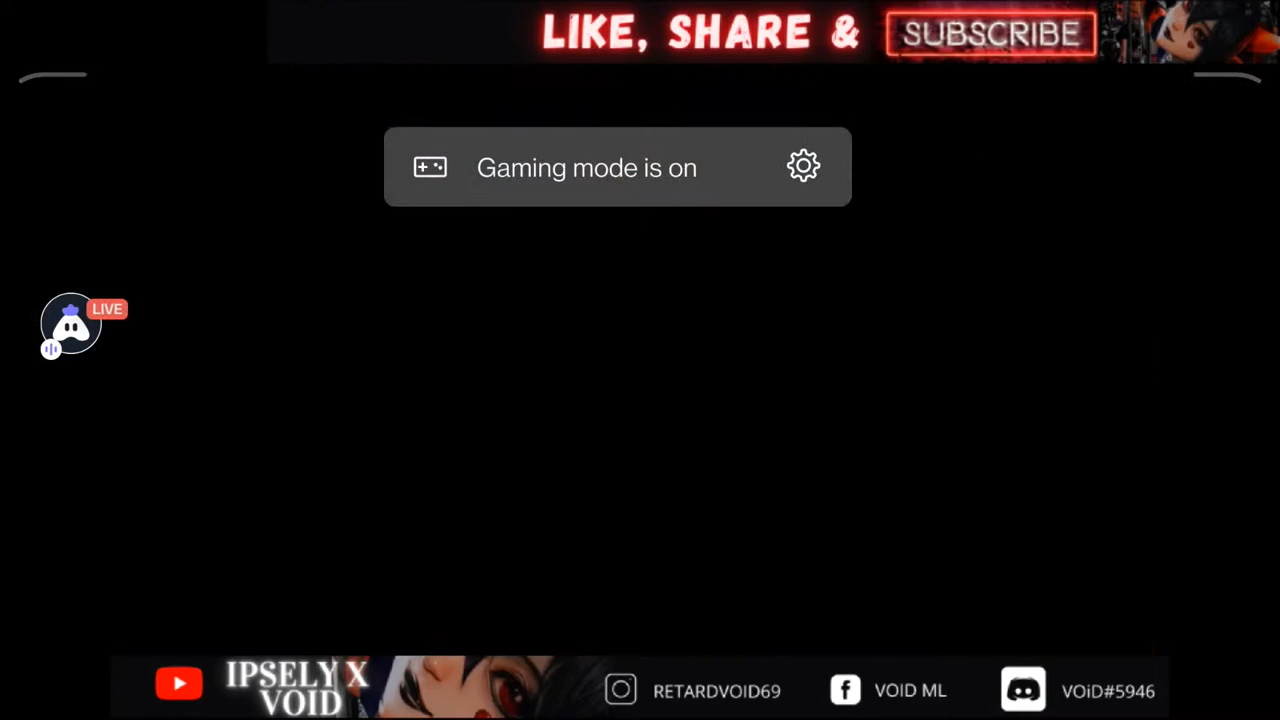 LIKE, SHARE & SUBSCRIBE
Gaming mode is on
LIVE
IPSELY X
VOID
RETARDVOID69
VOID ML
VOiD#5946